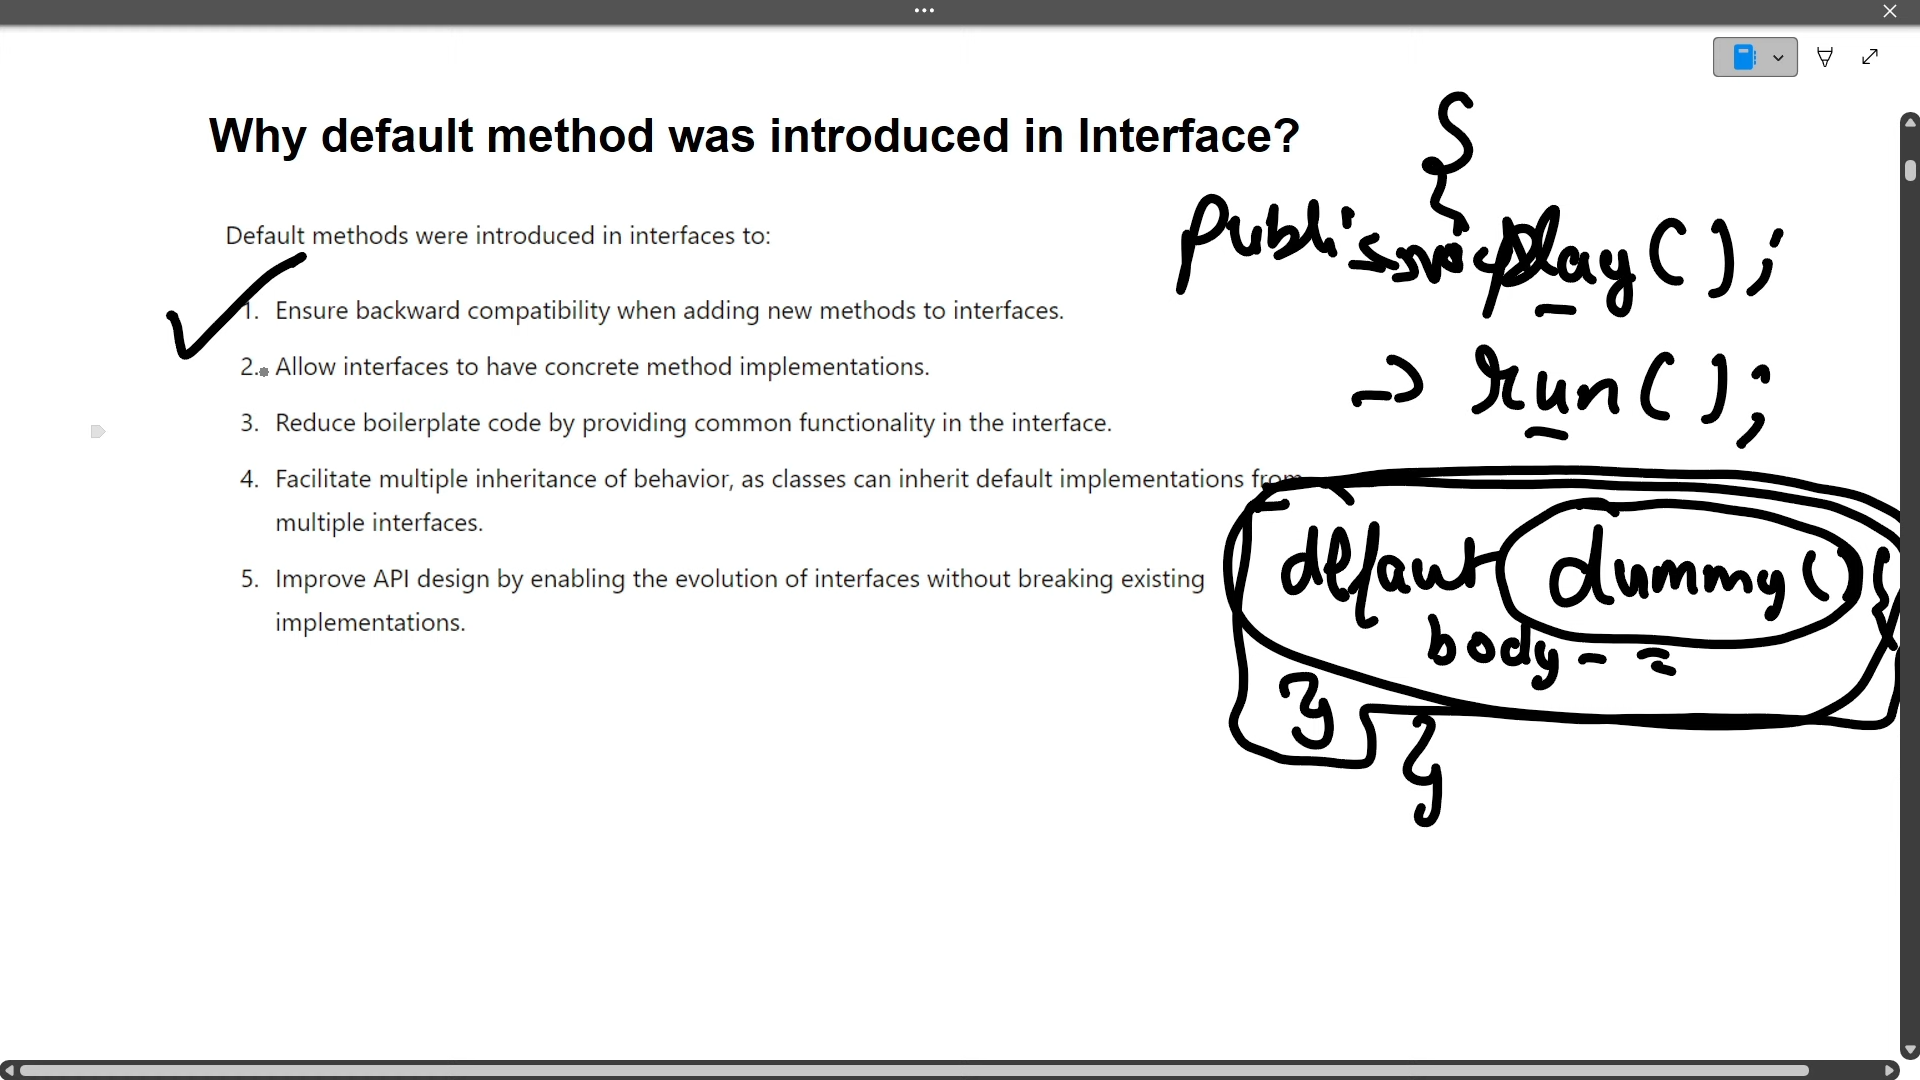 Why default method was introduced in Interface?
Default methods were introduced in interfaces to:
1. Ensure backward compatibility when adding new methods to interfaces.
2. Allow interfaces to have concrete method implementations.
3. Reduce boilerplate code by providing common functionality in the interface.
4. Facilitate multiple inheritance of behavior, as classes can inherit default implementations from
multiple interfaces.
5. Improve API design by enabling the evolution of interfaces without breaking existing
implementations.
play();
→ run();
dummy() {
body - =
}
}